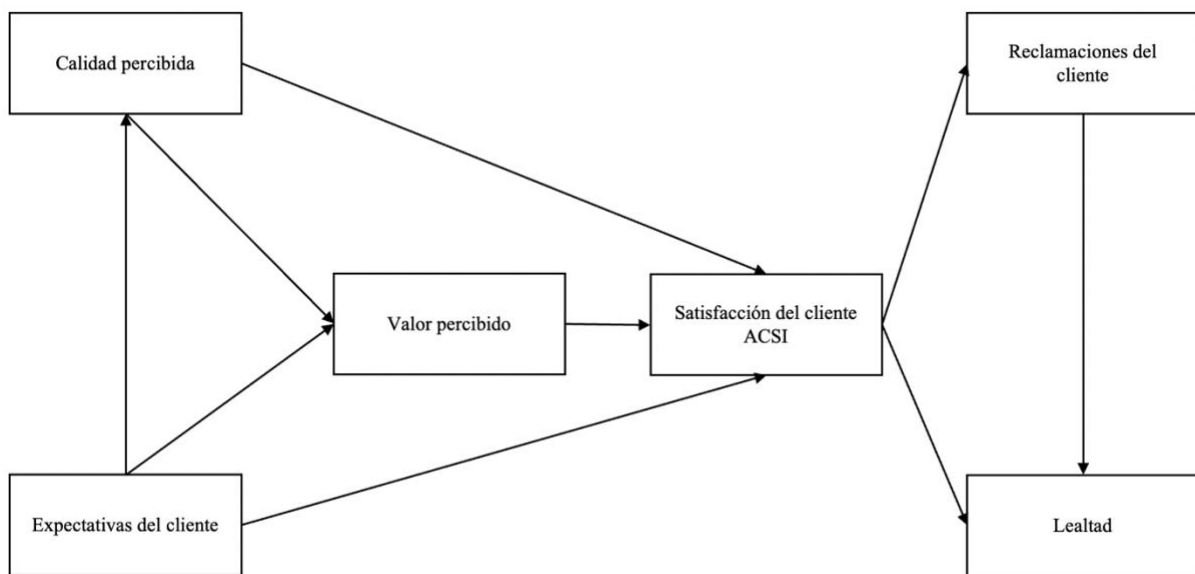 Calidad percibida
Reclamaciones del
cliente
Valor percibido
Satisfacción del cliente
ACSI
Expectativas del cliente
Lealtad